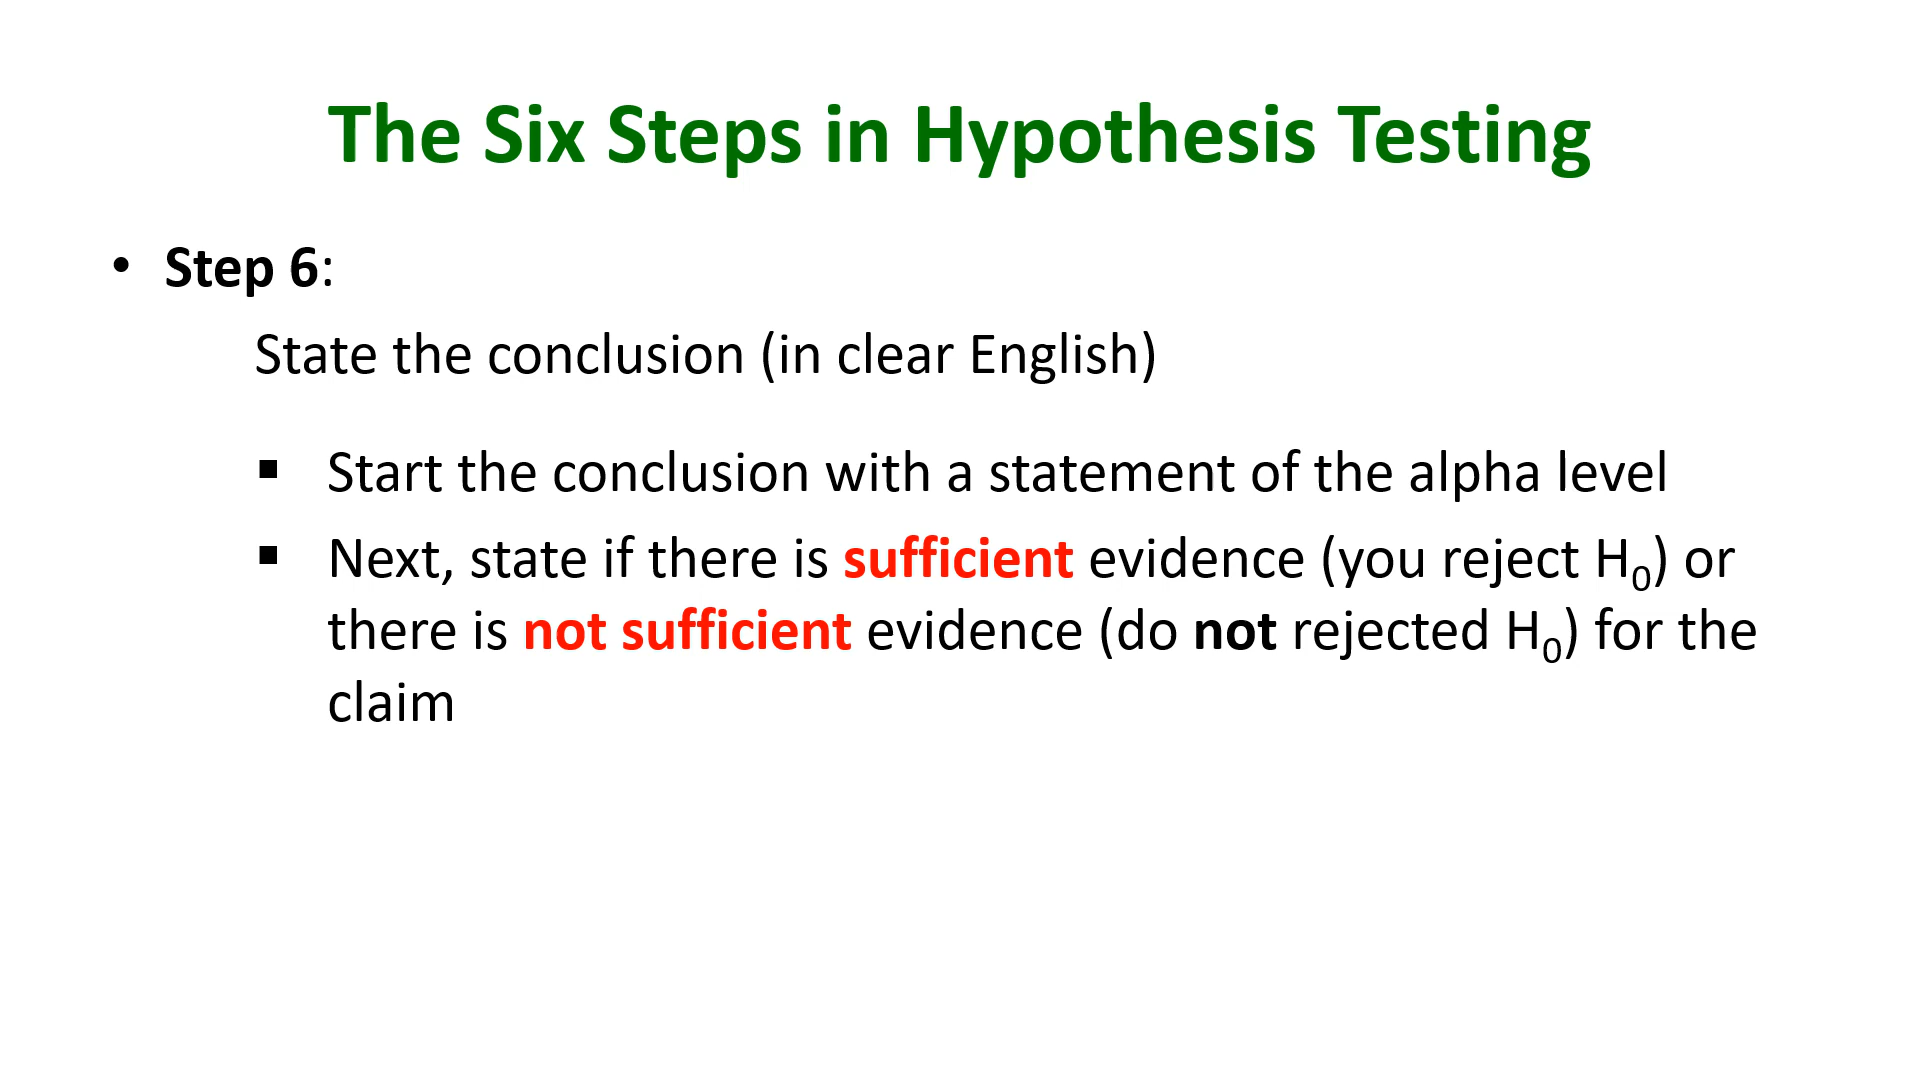 The Six Steps in Hypothesis Testing
• Step 6:
State the conclusion (in clear English)
▪ Start the conclusion with a statement of the alpha level
▪ Next, state if there is sufficient evidence (you reject H₀) or
there is not sufficient evidence (do not rejected H₀) for the
claim